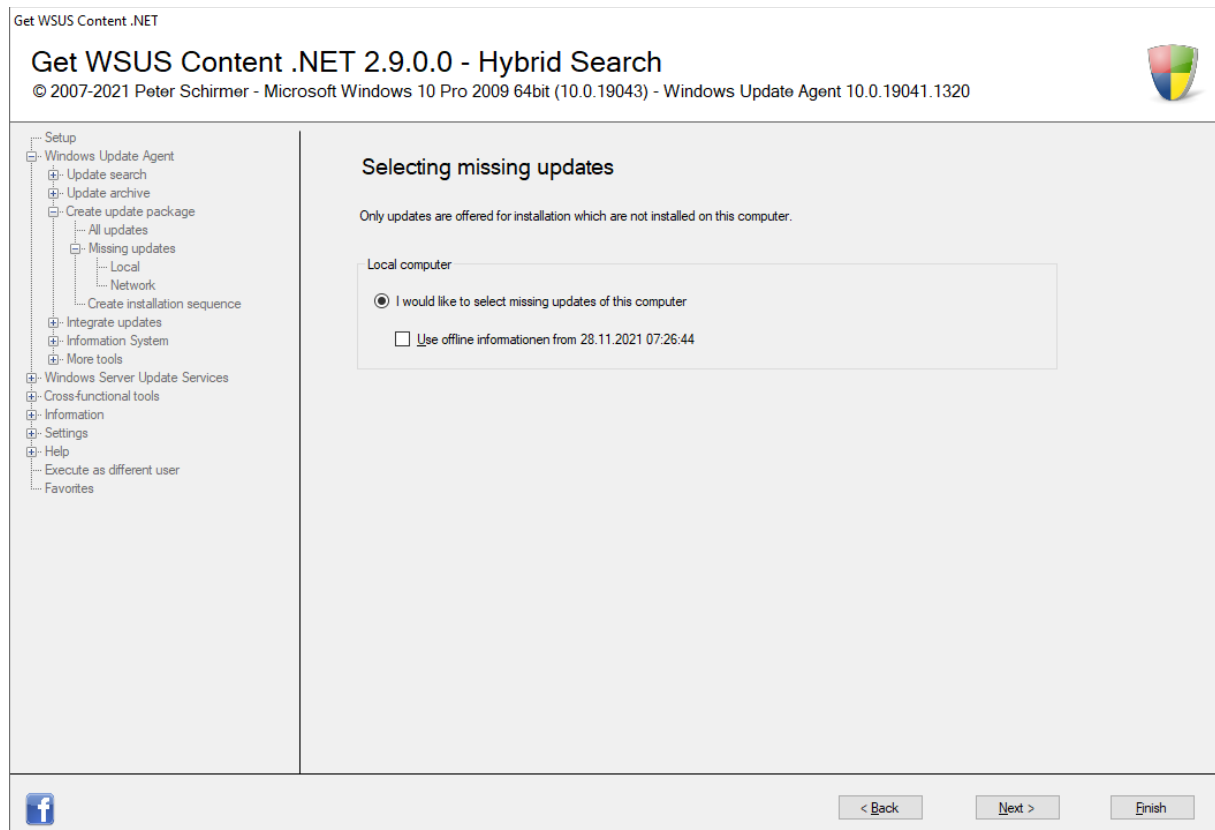 Get WSUS Content .NET
Get WSUS Content .NET 2.9.0.0 - Hybrid Search
© 2007-2021 Peter Schirmer - Microsoft Windows 10 Pro 2009 64bit (10.0.19043) - Windows Update Agent 10.0.19041.1320
Setup
Windows Update Agent
Update search
Update archive
Create update package
All updates
Missing updates
Local
Network
Create installation sequence
Integrate updates
Information System
More tools
Windows Server Update Services
Cross-functional tools
Information
Settings
Help
Execute as different user
Favorites
Selecting missing updates
Only updates are offered for installation which are not installed on this computer.
Local computer
I would like to select missing updates of this computer
Use offline informationen from 28.11.2021 07:26:44
f
< Back
Next >
Finish